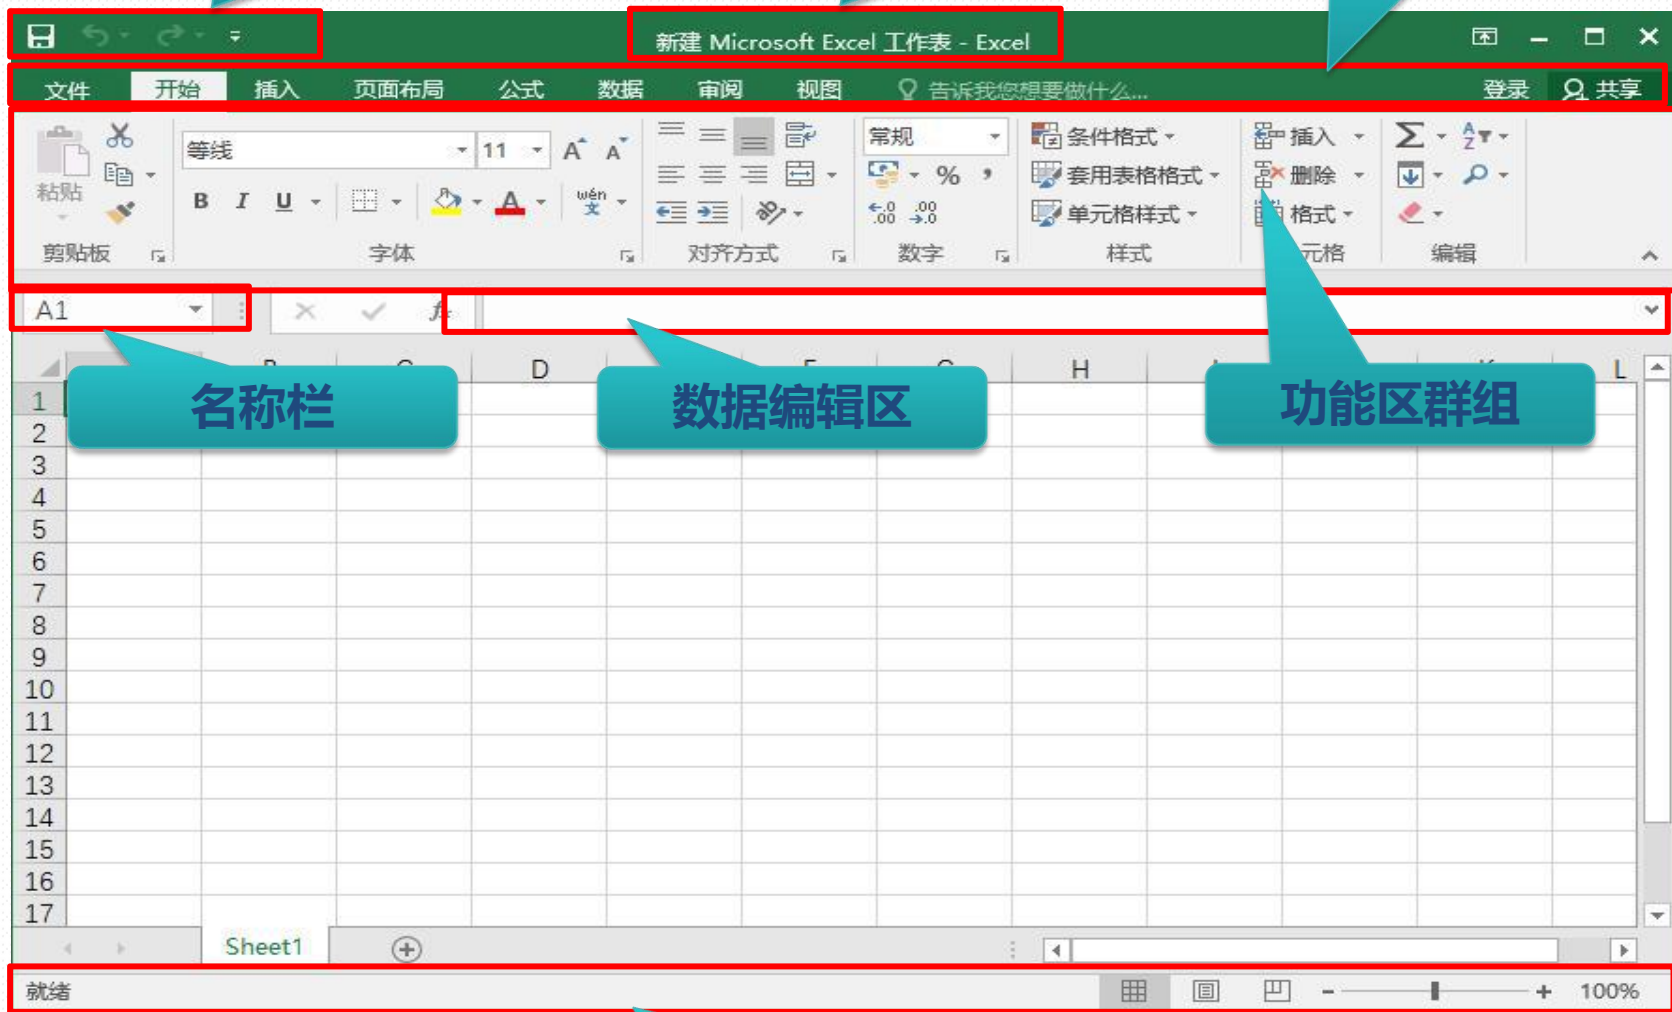 新建 Microsoft Excel 工作表 - Excel
文件 开始 插入 页面布局 公式 数据 审阅 视图 告诉我您想要做什么... 登录 共享
粘贴
等线 11 A A
B I U A wén 文
常规
% ,
.0 .00 .00 .0
条件格式
套用表格格式
单元格样式
插入
删除
格式
Σ A Z
剪贴板 字体 对齐方式 数字 样式 元格 编辑
A1
D H L
名称栏 数据编辑区 功能区群组
1
2
3
4
5
6
7
8
9
10
11
12
13
14
15
16
17
Sheet1
就绪 100%